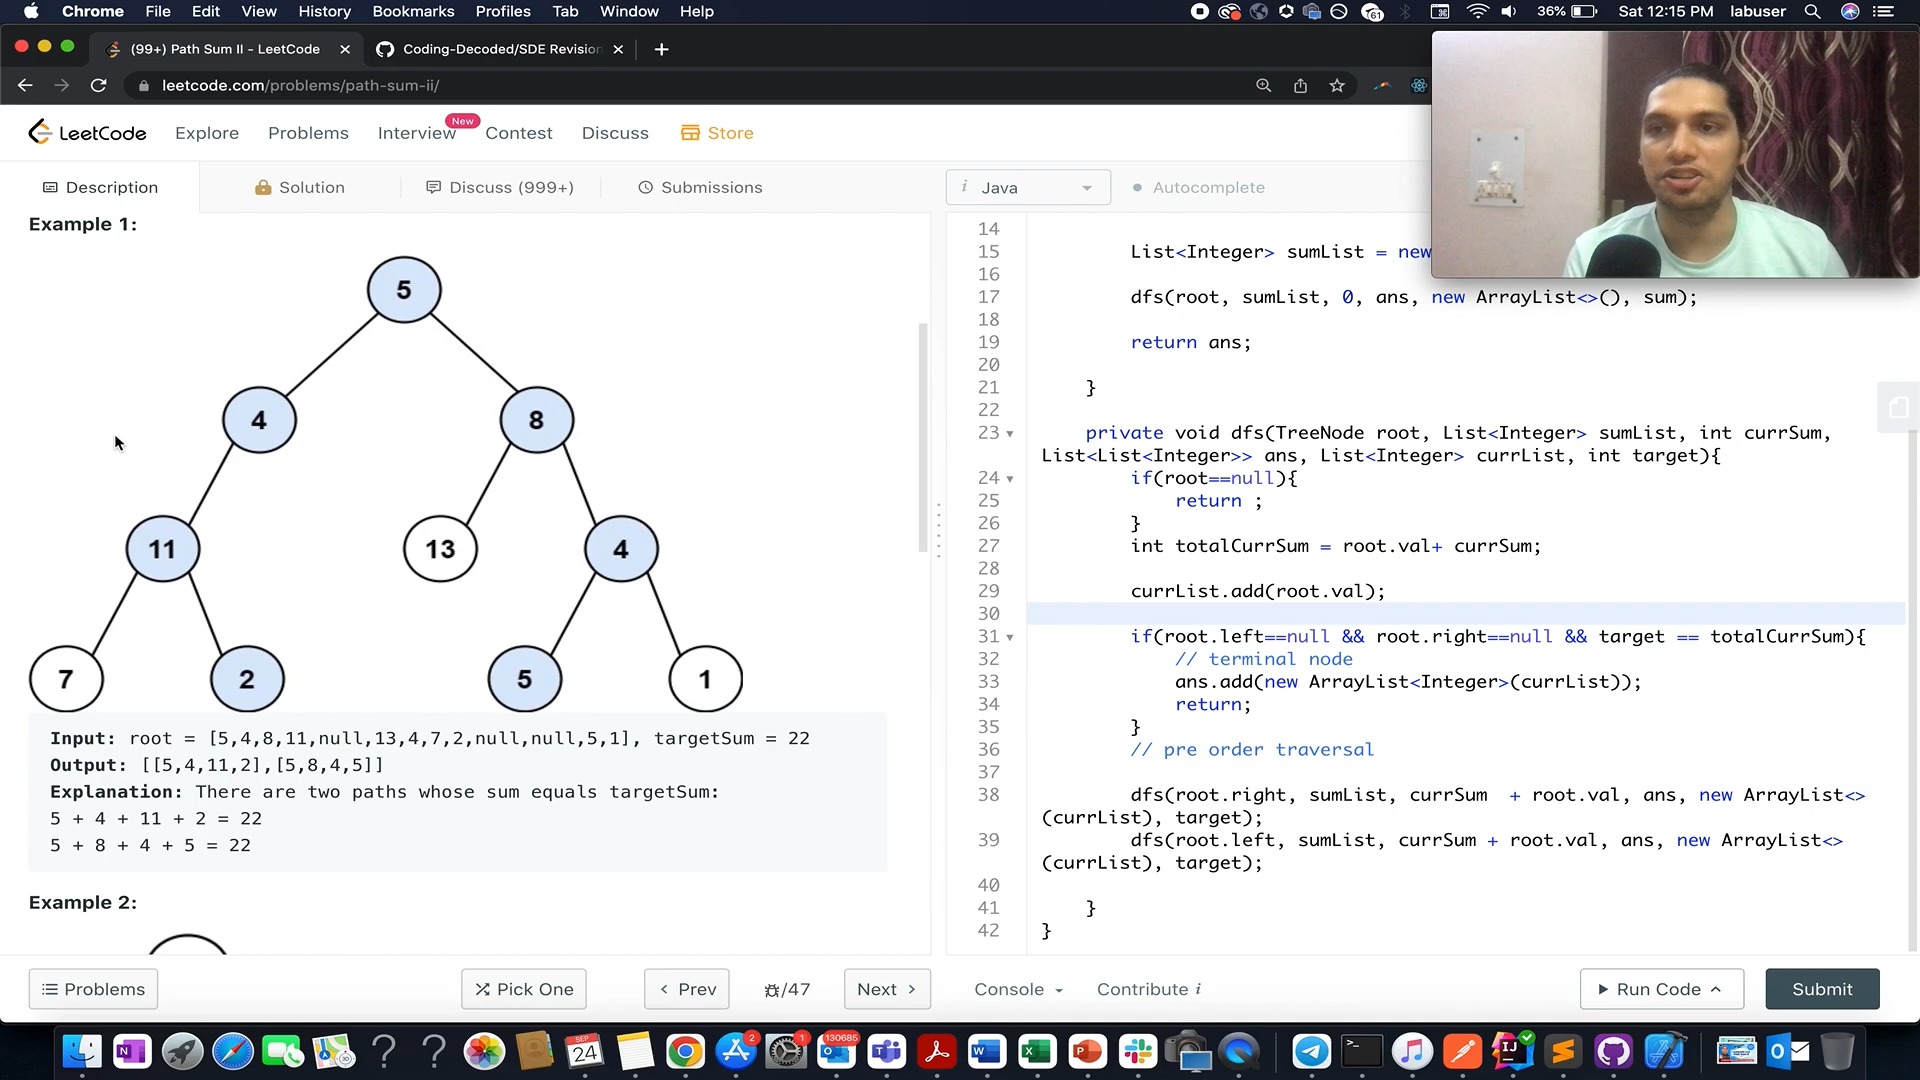 Chrome File Edit View History Bookmarks Profiles Tab Window Help 61 36% Sat 12:15 PM labuser
(99+) Path Sum II - LeetCode Coding-Decoded/SDE Revision
leetcode.com/problems/path-sum-ii/
LeetCode Explore Problems Interview New Contest Discuss Store
Description Solution Discuss (999+) Submissions
Example 1:
5
4 8
11 13 4
7 2 5 1
Input: root = [5,4,8,11,null,13,4,7,2,null,null,5,1], targetSum = 22
Output: [[5,4,11,2],[5,8,4,5]]
Explanation: There are two paths whose sum equals targetSum:
5 + 4 + 11 + 2 = 22
5 + 8 + 4 + 5 = 22
Example 2:
i Java Autocomplete
14
15 List<Integer> sumList = new
16
17 dfs(root, sumList, 0, ans, new ArrayList<>(), sum);
18
19 return ans;
20
21 }
22
23 private void dfs(TreeNode root, List<Integer> sumList, int currSum,
List<List<Integer>> ans, List<Integer> currList, int target){
24 if(root==null){
25 return ;
26 }
27 int totalCurrSum = root.val+ currSum;
28
29 currList.add(root.val);
30
31 if(root.left==null && root.right==null && target == totalCurrSum){
32 // terminal node
33 ans.add(new ArrayList<Integer>(currList));
34 return;
35 }
36 // pre order traversal
37
38 dfs(root.right, sumList, currSum  + root.val, ans, new ArrayList<>
(currList), target);
39 dfs(root.left, sumList, currSum + root.val, ans, new ArrayList<>
(currList), target);
40
41 }
42 }
Problems Pick One Prev /47 Next Console Contribute i Run Code Submit
SEP 24 2 1 130685